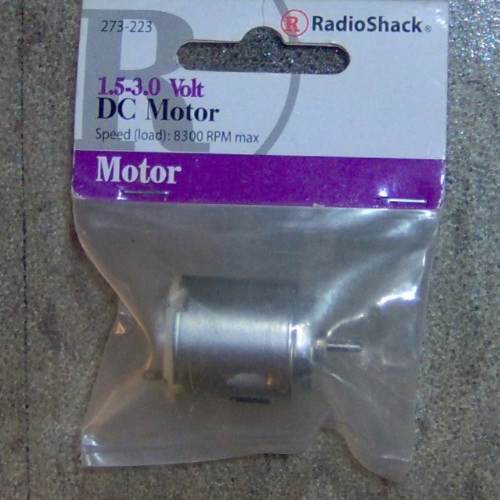 273-223
R RadioShack®
1.5-3.0 Volt
DC Motor
Speed (load): 8300 RPM max
Motor